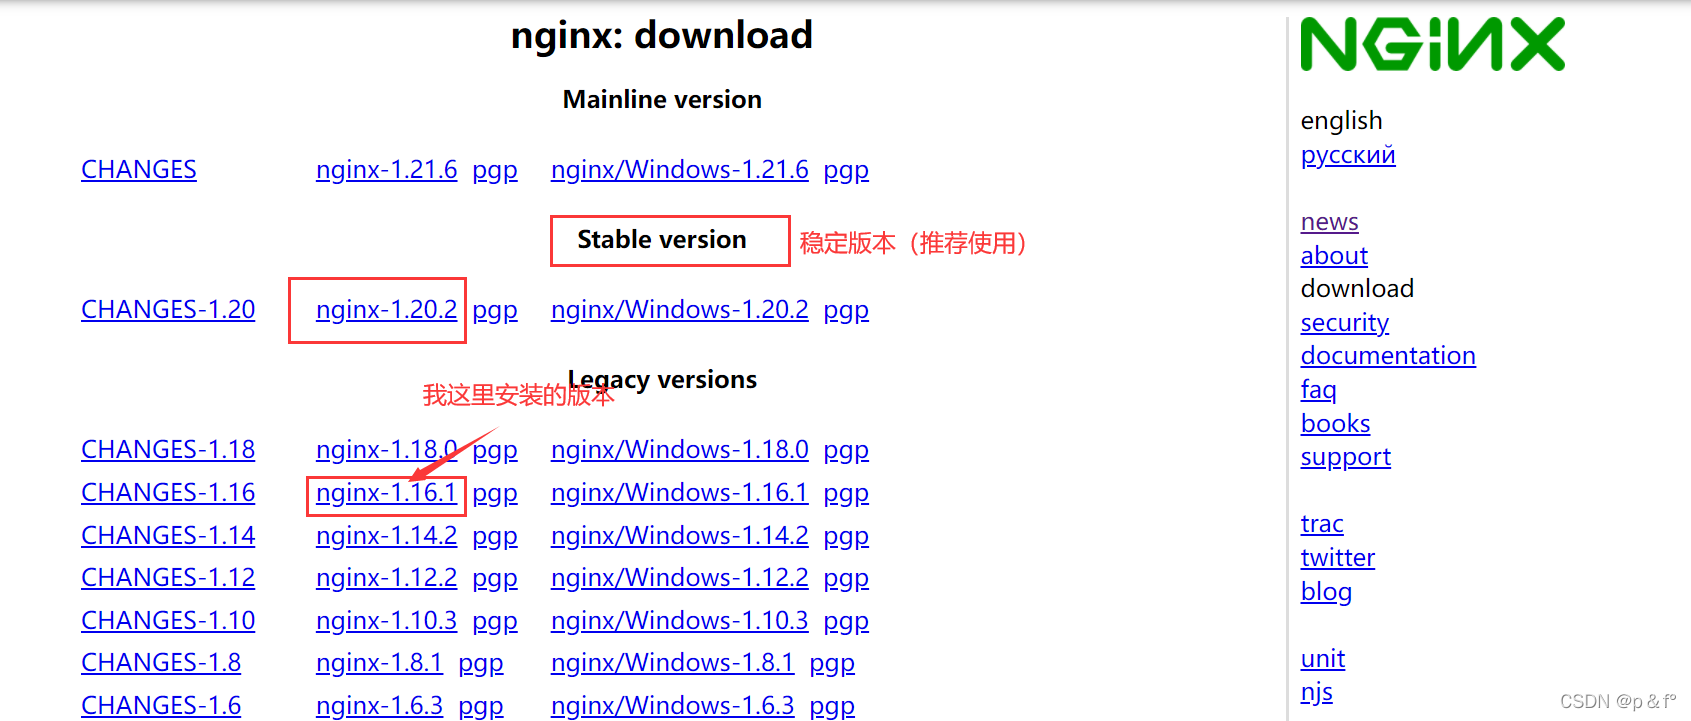 nginx: download
Mainline version
CHANGES nginx-1.21.6 pgp nginx/Windows-1.21.6 pgp
Stable version 稳定版本（推荐使用）
CHANGES-1.20 nginx-1.20.2 pgp nginx/Windows-1.20.2 pgp
Legacy versions
我这里安装的版本
CHANGES-1.18 nginx-1.18.0 pgp nginx/Windows-1.18.0 pgp
CHANGES-1.16 nginx-1.16.1 pgp nginx/Windows-1.16.1 pgp
CHANGES-1.14 nginx-1.14.2 pgp nginx/Windows-1.14.2 pgp
CHANGES-1.12 nginx-1.12.2 pgp nginx/Windows-1.12.2 pgp
CHANGES-1.10 nginx-1.10.3 pgp nginx/Windows-1.10.3 pgp
CHANGES-1.8 nginx-1.8.1 pgp nginx/Windows-1.8.1 pgp
CHANGES-1.6 nginx-1.6.3 pgp nginx/Windows-1.6.3 pgp
NGiNX
english
русский
news
about
download
security
documentation
faq
books
support
trac
twitter
blog
unit
njs
CSDN @p＆f°